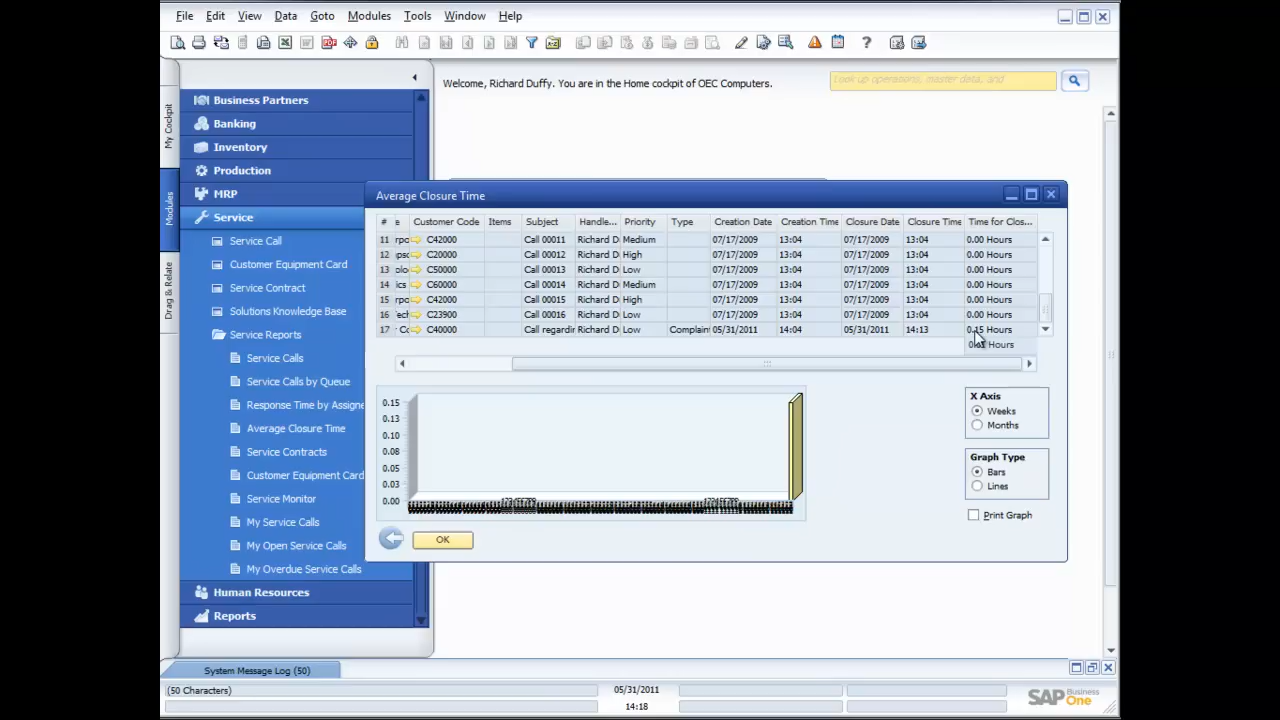 File Edit View Data Goto Modules Tools Window Help
Welcome, Richard Duffy. You are in the Home cockpit of OEC Computers.
Look up operations, master data, and
My Cockpit
Modules
Drag & Relate
Business Partners
Banking
Inventory
Production
MRP
Service
Service Call
Customer Equipment Card
Service Contract
Solutions Knowledge Base
Service Reports
Service Calls
Service Calls by Queue
Response Time by Assigne
Average Closure Time
Service Contracts
Customer Equipment Card
Service Monitor
My Service Calls
My Open Service Calls
My Overdue Service Calls
Human Resources
Reports
Average Closure Time
# e Customer Code Items Subject Handle... Priority Type Creation Date Creation Time Closure Date Closure Time Time for Clos...
11 rpo C42000 Call 00011 Richard D Medium 07/17/2009 13:04 07/17/2009 13:04 0.00 Hours
12 pso C20000 Call 00012 Richard D High 07/17/2009 13:04 07/17/2009 13:04 0.00 Hours
13 olo C50000 Call 00013 Richard D Low 07/17/2009 13:04 07/17/2009 13:04 0.00 Hours
14 ics C60000 Call 00014 Richard D Medium 07/17/2009 13:04 07/17/2009 13:04 0.00 Hours
15 rpo C42000 Call 00015 Richard D High 07/17/2009 13:04 07/17/2009 13:04 0.00 Hours
16 ech C23900 Call 00016 Richard D Low 07/17/2009 13:04 07/17/2009 13:04 0.00 Hours
17 r Co C40000 Call regardin Richard D Low Complain 05/31/2011 14:04 05/31/2011 14:13 0.15 Hours
Hours
0.15
0.13
0.10
0.08
0.05
0.03
0.00
X Axis
Weeks
Months
Graph Type
Bars
Lines
Print Graph
OK
System Message Log (50)
(50 Characters)
05/31/2011
14:18
SAP Business One